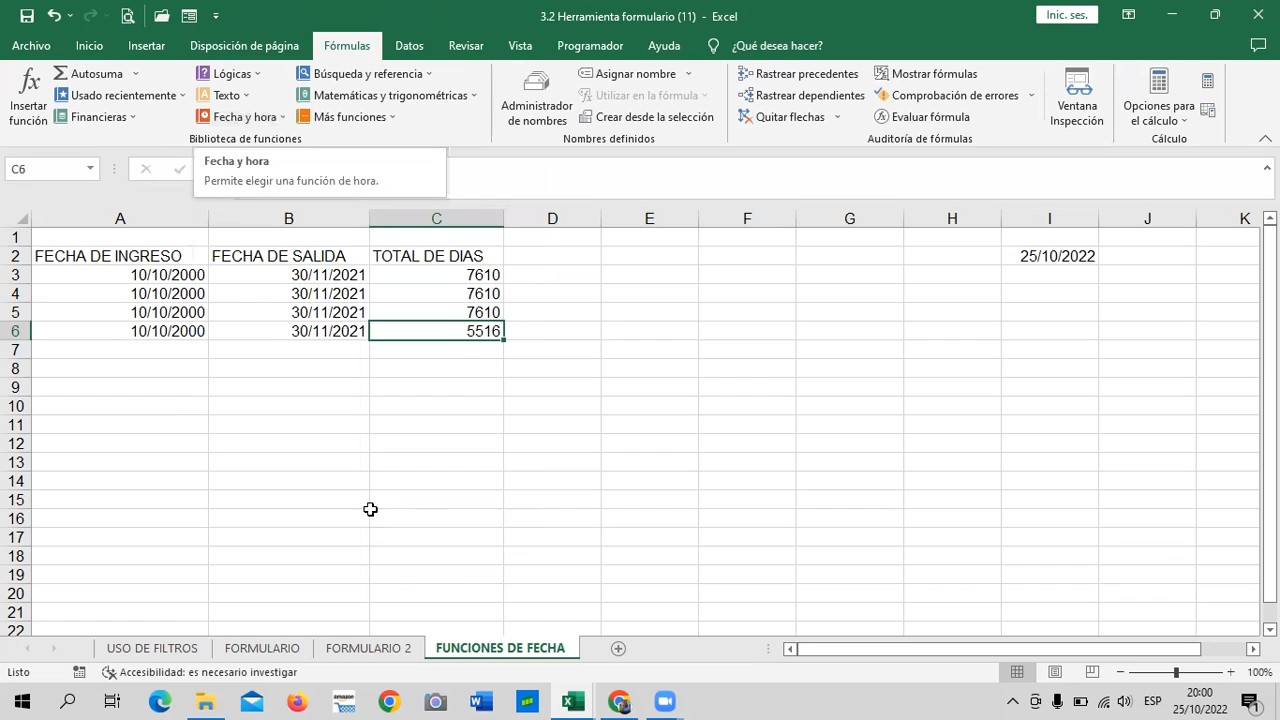 3.2 Herramienta formulario (11) - Excel
Inic. ses.
Archivo Inicio Insertar Disposición de página Fórmulas Datos Revisar Vista Programador Ayuda ¿Qué desea hacer?
Insertar función
Autosuma
Usado recientemente
Financieras
Lógicas
Texto
Fecha y hora
Búsqueda y referencia
Matemáticas y trigonométricas
Más funciones
Biblioteca de funciones
Administrador de nombres
Asignar nombre
Utilizar en la fórmula
Crear desde la selección
Nombres definidos
Rastrear precedentes
Rastrear dependientes
Quitar flechas
Mostrar fórmulas
Comprobación de errores
Evaluar fórmula
Auditoría de fórmulas
Ventana Inspección
Opciones para el cálculo
Cálculo
C6
Fecha y hora
Permite elegir una función de hora.
A B C D E F G H I J K
1
2 FECHA DE INGRESO FECHA DE SALIDA TOTAL DE DIAS 25/10/2022
3 10/10/2000 30/11/2021 7610
4 10/10/2000 30/11/2021 7610
5 10/10/2000 30/11/2021 7610
6 10/10/2000 30/11/2021 5516
7
8
9
10
11
12
13
14
15
16
17
18
19
20
21
22
USO DE FILTROS FORMULARIO FORMULARIO 2 FUNCIONES DE FECHA
Listo Accesibilidad: es necesario investigar 100%
ESP 20:00
25/10/2022